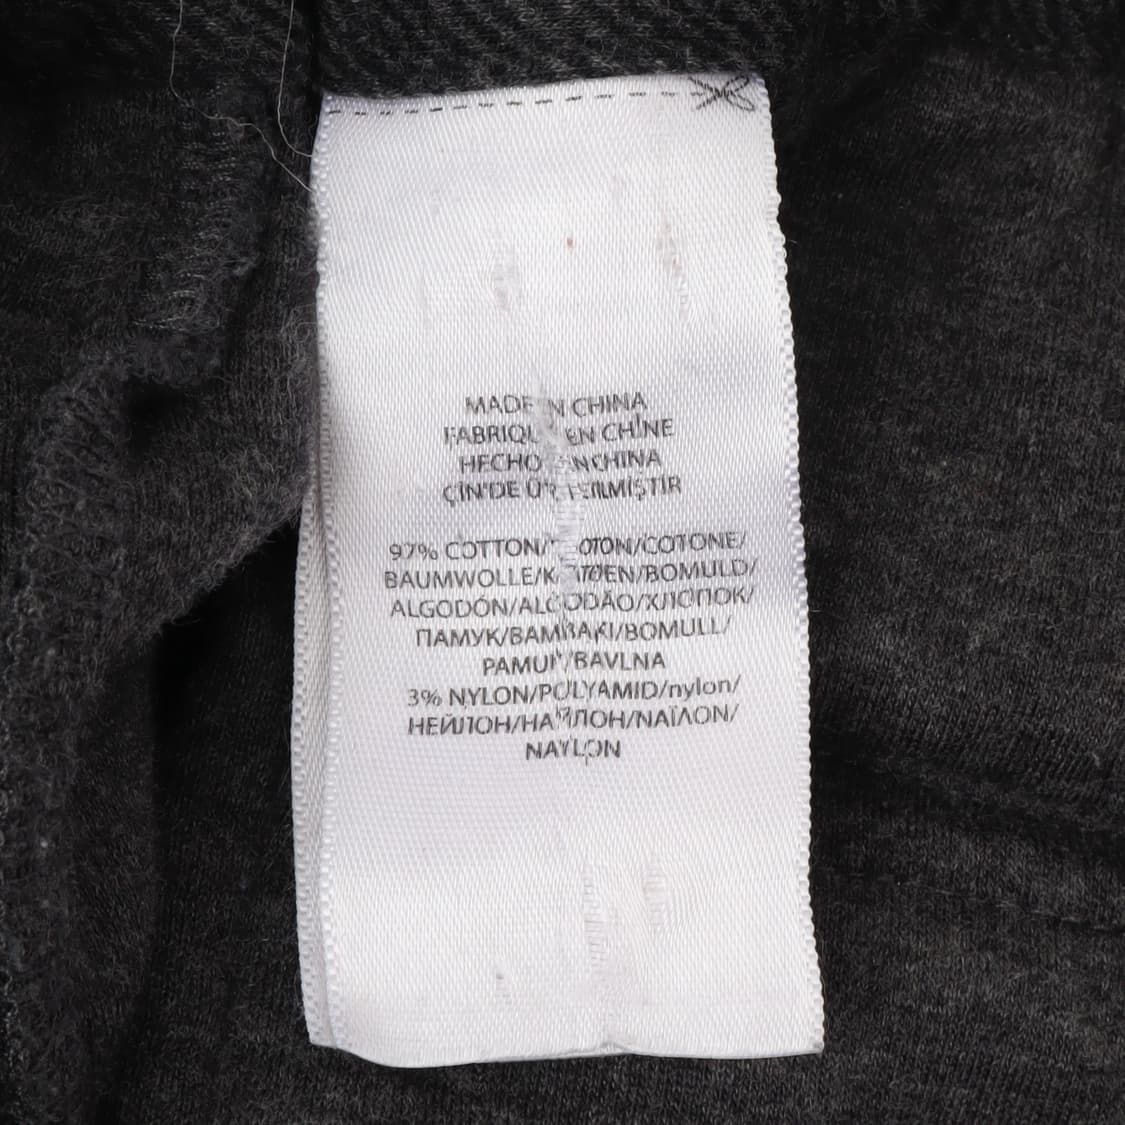 MADE IN CHINA
FABRIQUÉ EN CHINE
HECHO EN CHINA
ÇİN'DE ÜRETİLMİŞTİR
97% COTTON/COTON/COTONE/
BAUMWOLLE/KATOEN/BOMULD/
ALGODÓN/ALGODÃO/ХЛОПОК/
ПАМУК/ΒΑΜΒΑΚΙ/BOMULL/
PAMUK/BAVLNA
3% NYLON/POLYAMID/nylon/
НЕЙЛОН/НАЙЛОН/ΝΑΪΛΟΝ/
NAYLON